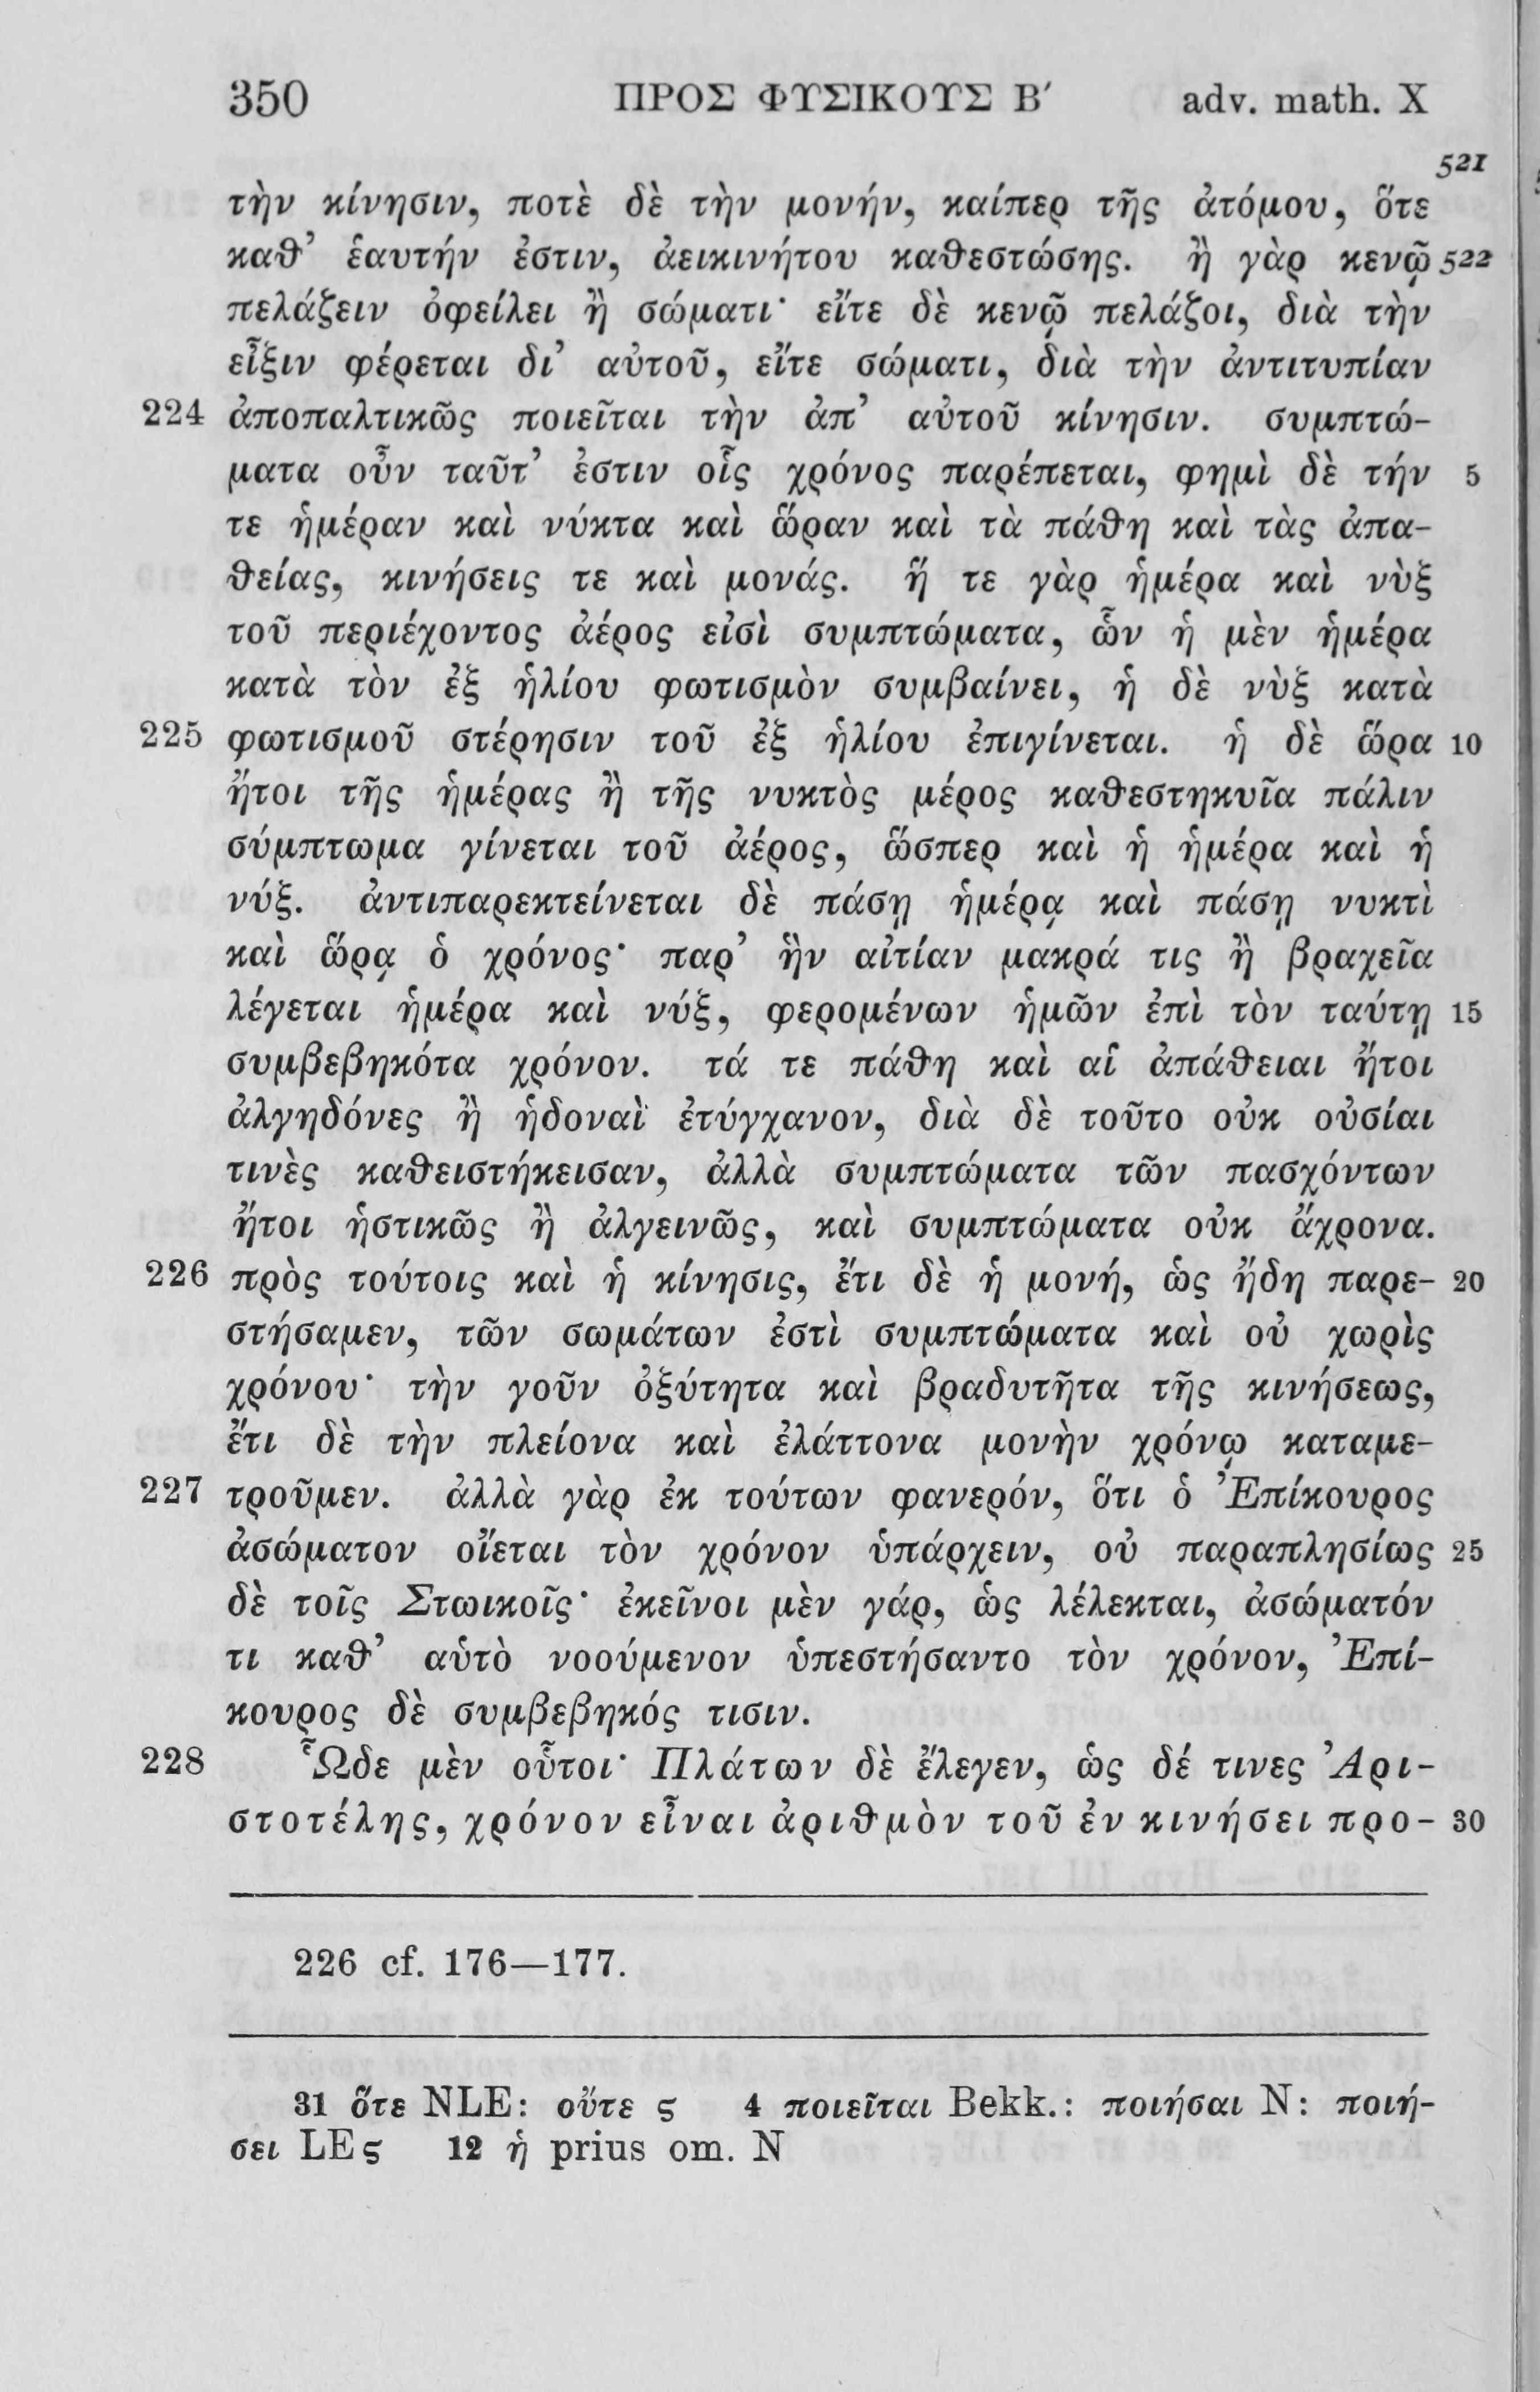 350 ΠΡΟΣ ΦΥΣΙΚΟΥΣ Β′ adv. math. X
521
τὴν κίνησιν, ποτὲ δὲ τὴν μονήν, καίπερ τῆς ἀτόμου, ὅτε
καθ’ ἑαυτήν ἐστιν, ἀεικινήτου καθεστώσης. ἢ γὰρ κενῷ 522
πελάζειν ὀφείλει ἢ σώματι· εἴτε δὲ κενῷ πελάζοι, διὰ τὴν
εἶξιν φέρεται δι’ αὐτοῦ, εἴτε σώματι, διὰ τὴν ἀντιτυπίαν
224 ἀποπαλτικῶς ποιεῖται τὴν ἀπ’ αὐτοῦ κίνησιν. συμπτώ-
ματα οὖν ταῦτ’ ἐστιν οἷς χρόνος παρέπεται, φημὶ δὲ τήν 5
τε ἡμέραν καὶ νύκτα καὶ ὥραν καὶ τὰ πάθη καὶ τὰς ἀπα-
θείας, κινήσεις τε καὶ μονάς. ἥ τε γὰρ ἡμέρα καὶ νὺξ
τοῦ περιέχοντος ἀέρος εἰσὶ συμπτώματα, ὧν ἡ μὲν ἡμέρα
κατὰ τὸν ἐξ ἡλίου φωτισμὸν συμβαίνει, ἡ δὲ νὺξ κατὰ
225 φωτισμοῦ στέρησιν τοῦ ἐξ ἡλίου ἐπιγίνεται. ἡ δὲ ὥρα 10
ἤτοι τῆς ἡμέρας ἢ τῆς νυκτὸς μέρος καθεστηκυῖα πάλιν
σύμπτωμα γίνεται τοῦ ἀέρος, ὥσπερ καὶ ἡ ἡμέρα καὶ ἡ
νύξ. ἀντιπαρεκτείνεται δὲ πάσῃ ἡμέρᾳ καὶ πάσῃ νυκτὶ
καὶ ὥρᾳ ὁ χρόνος· παρ’ ἣν αἰτίαν μακρά τις ἢ βραχεῖα
λέγεται ἡμέρα καὶ νύξ, φερομένων ἡμῶν ἐπὶ τὸν ταύτῃ 15
συμβεβηκότα χρόνον. τά τε πάθη καὶ αἱ ἀπάθειαι ἤτοι
ἀλγηδόνες ἢ ἡδοναὶ ἐτύγχανον, διὰ δὲ τοῦτο οὐκ οὐσίαι
τινὲς καθειστήκεισαν, ἀλλὰ συμπτώματα τῶν πασχόντων
ἤτοι ἡστικῶς ἢ ἀλγεινῶς, καὶ συμπτώματα οὐκ ἄχρονα.
226 πρὸς τούτοις καὶ ἡ κίνησις, ἔτι δὲ ἡ μονή, ὡς ἤδη παρε- 20
στήσαμεν, τῶν σωμάτων ἐστὶ συμπτώματα καὶ οὐ χωρὶς
χρόνου· τὴν γοῦν ὀξύτητα καὶ βραδυτῆτα τῆς κινήσεως,
ἔτι δὲ τὴν πλείονα καὶ ἐλάττονα μονὴν χρόνῳ καταμε-
227 τροῦμεν. ἀλλὰ γὰρ ἐκ τούτων φανερόν, ὅτι ὁ Ἐπίκουρος
ἀσώματον οἴεται τὸν χρόνον ὑπάρχειν, οὐ παραπλησίως 25
δὲ τοῖς Στωικοῖς· ἐκεῖνοι μὲν γάρ, ὡς λέλεκται, ἀσώματόν
τι καθ’ αὑτὸ νοούμενον ὑπεστήσαντο τὸν χρόνον, Ἐπί-
κουρος δὲ συμβεβηκός τισιν.
228 Ὧδε μὲν οὗτοι· Πλάτων δὲ ἔλεγεν, ὡς δέ τινες Ἀρι-
στοτέλης, χρόνον εἶναι ἀριθμὸν τοῦ ἐν κινήσει προ- 30
226 cf. 176—177.
31 ὅτε NLE: οὔτε ς 4 ποιεῖται Bekk.: ποιήσαι N: ποιή-
σει LEς 12 ἡ prius om. N